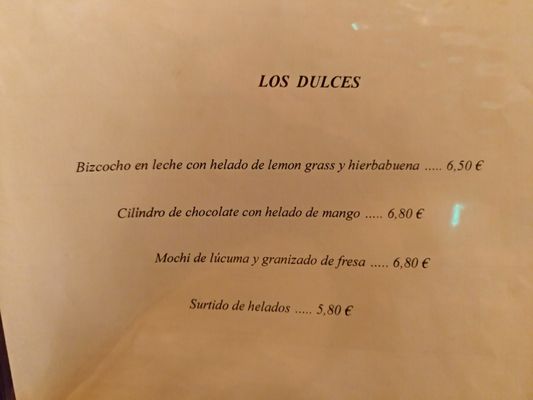 LOS DULCES
Bizcocho en leche con helado de lemon grass y hierbabuena ..... 6,50 €
Cilindro de chocolate con helado de mango ..... 6,80 €
Mochi de lúcuma y granizado de fresa ..... 6,80 €
Surtido de helados ..... 5,80 €